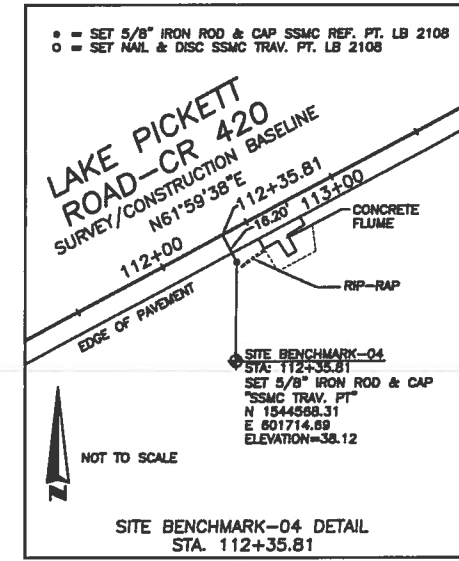 ● = SET 5/8" IRON ROD & CAP SSMC REF. PT. LB 2108
○ = SET NAIL & DISC SSMC TRAV. PT. LB 2108
LAKE PICKETT
ROAD-CR 420
SURVEY/CONSTRUCTION BASELINE
N61°59'38"E
112+00
112+35.81
16.20'
113+00
CONCRETE
FLUME
RIP-RAP
EDGE OF PAVEMENT
SITE BENCHMARK-04
STA: 112+35.81
SET 5/8" IRON ROD & CAP
"SSMC TRAV. PT"
N 1544568.31
E 601714.69
ELEVATION=38.12
NOT TO SCALE
N
SITE BENCHMARK-04 DETAIL
STA. 112+35.81